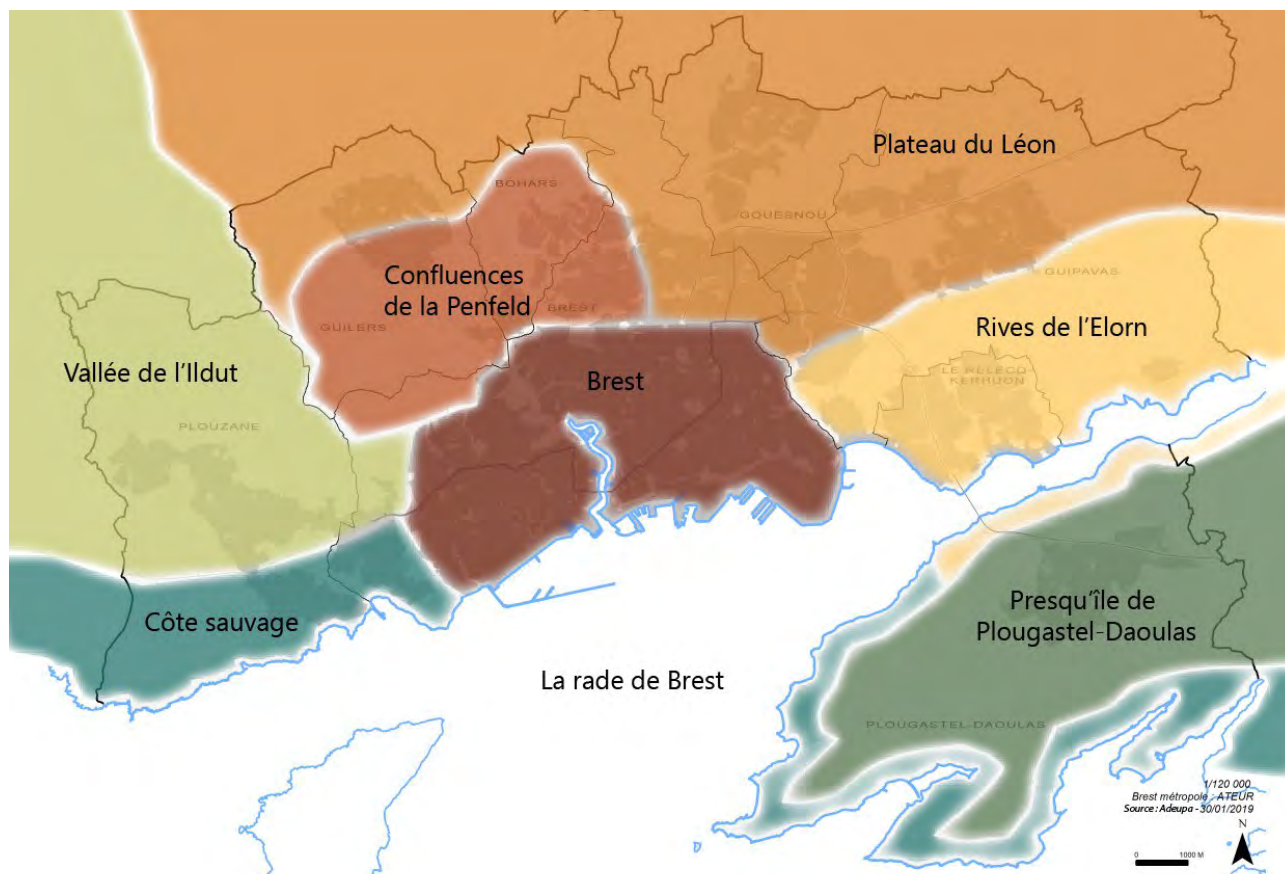 Plateau du Léon
BOHARS
GOUESNOU
Confluences
de la Penfeld
GUIPAVAS
BREST
GUILERS
Rives de l'Elorn
Vallée de l'Ildut
Brest
LE RELECQ-
KERHUON
PLOUZANE
Presqu'île de
Plougastel-Daoulas
Côte sauvage
La rade de Brest
PLOUGASTEL-DAOULAS
1/120 000
Brest métropole : ATEUR
Source : Adeupa - 30/01/2019
N
0 1000 M